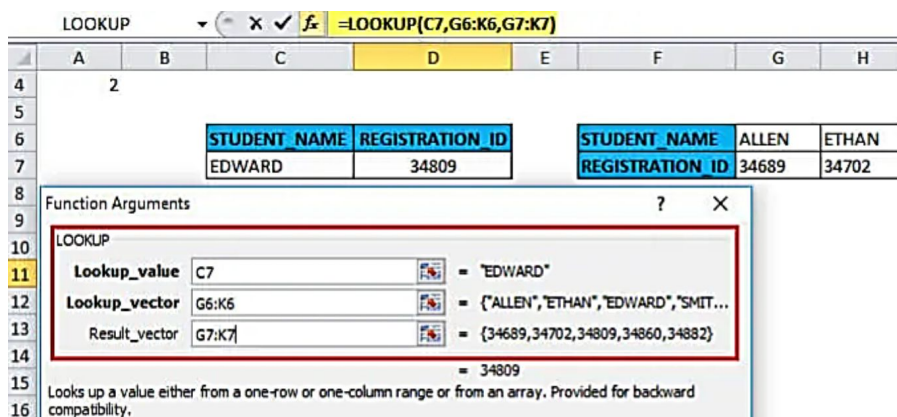 LOOKUP fx =LOOKUP(C7,G6:K6,G7:K7)
A B C D E F G H
4 2
5
6 STUDENT_NAME REGISTRATION_ID STUDENT_NAME ALLEN ETHAN
7 EDWARD 34809 REGISTRATION_ID 34689 34702
8
Function Arguments ? X
9
10 LOOKUP
11 Lookup_value C7 = "EDWARD"
12 Lookup_vector G6:K6 = {"ALLEN","ETHAN","EDWARD","SMIT...
13 Result_vector G7:K7 = {34689,34702,34809,34860,34882}
14
= 34809
15 Looks up a value either from a one-row or one-column range or from an array. Provided for backward
16 compatibility.